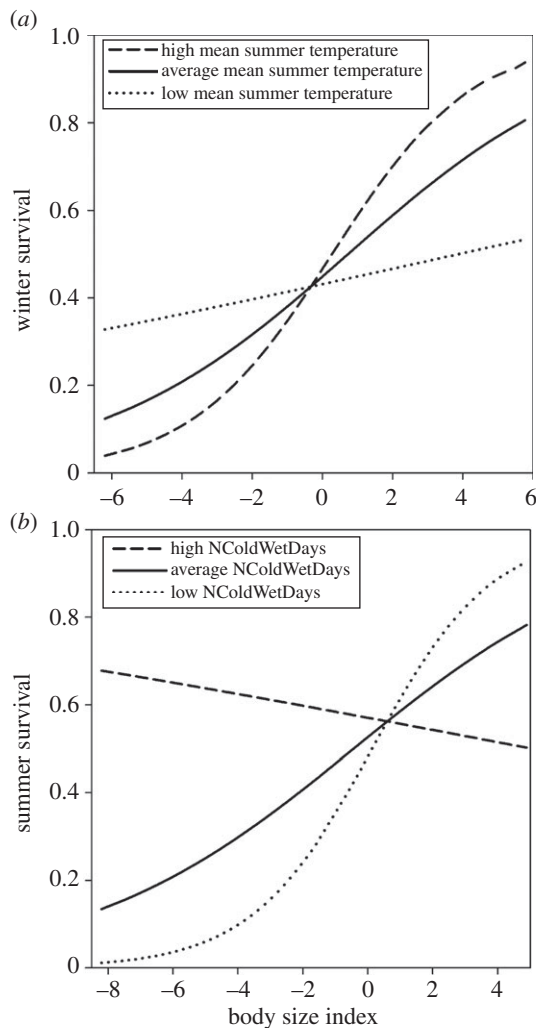 (a)
1.0
high mean summer temperature
average mean summer temperature
low mean summer temperature
0.8
0.6
0.4
0.2
0
winter survival
−6 −4 −2 0 2 4 6
(b)
1.0
high NColdWetDays
average NColdWetDays
low NColdWetDays
0.8
0.6
0.4
0.2
0
summer survival
−8 −6 −4 −2 0 2 4
body size index